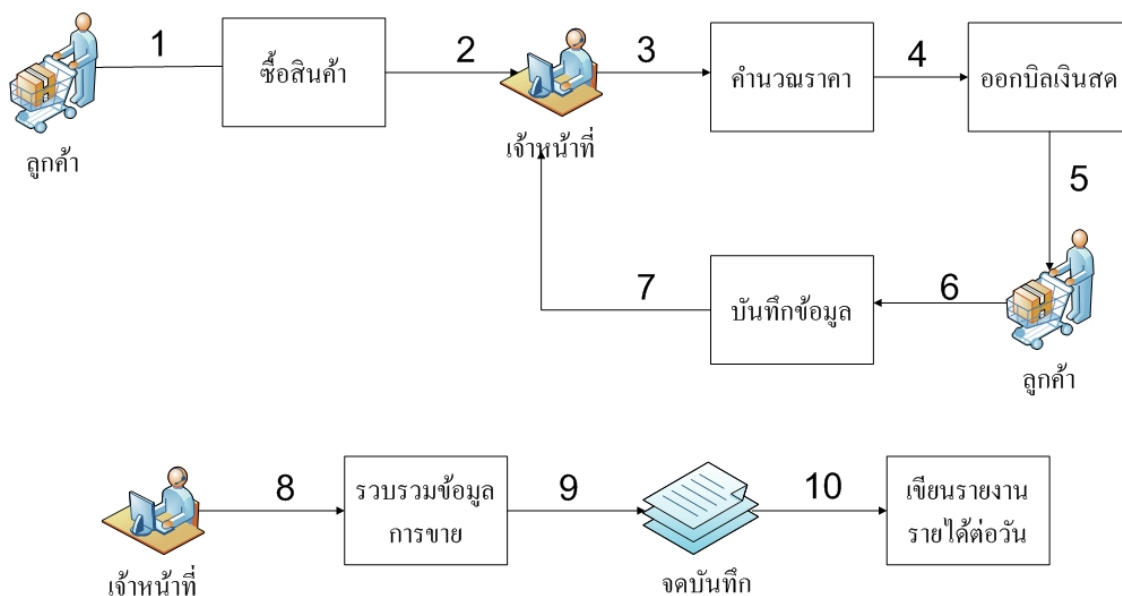 1
ซื้อสินค้า
2
3
คำนวณราคา
4
ออกบิลเงินสด
ลูกค้า
เจ้าหน้าที่
5
7
บันทึกข้อมูล
6
ลูกค้า
8
รวบรวมข้อมูล
การขาย
9
10
เขียนรายงาน
รายได้ต่อวัน
เจ้าหน้าที่
จดบันทึก